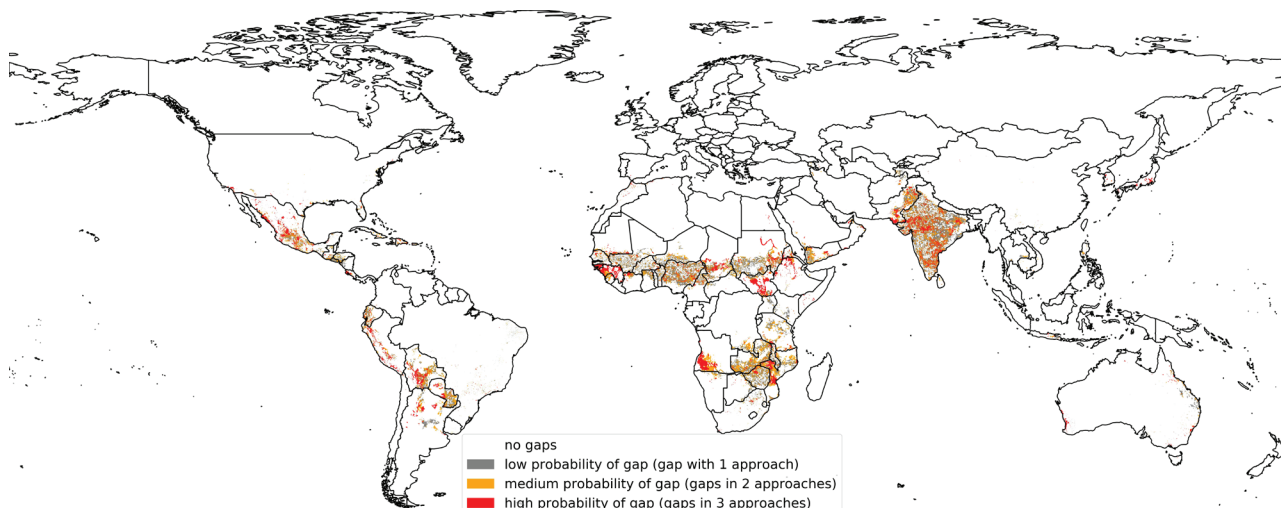 no gaps
low probability of gap (gap with 1 approach)
medium probability of gap (gaps in 2 approaches)
high probability of gap (gaps in 3 approaches)